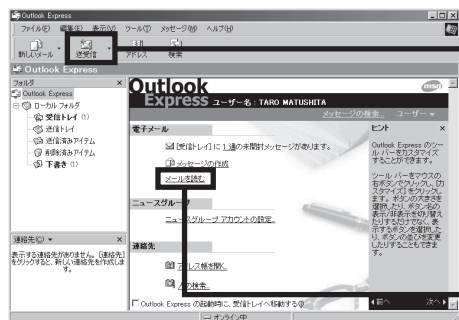 Outlook Express
ファイル(F) 編集(E) 表示(V) ツール(T) メッセージ(M) ヘルプ(H)
新しいメール 送受信 アドレス 検索
Outlook Express
フォルダ ×
Outlook Express
ローカル フォルダ
受信トレイ (1)
送信トレイ
送信済みアイテム
削除済みアイテム
下書き (1)
連絡先(C) ×
表示する連絡先がありません。[連絡先]
をクリックすると、新しい連絡先を作成しま
す。
Outlook
Express ユーザー名：TARO MATUSHITA
msn
メッセージの検索... ユーザー
電子メール
[受信トレイ] に 1 通の未開封メッセージがあります。
メッセージの作成
メールを読む
ニュースグループ
ニュースグループ アカウントの設定...
連絡先
アドレス帳を開く...
人の検索...
Outlook Express の起動時に、受信トレイへ移動する(O)
ヒント ×
Outlook Express のツー
ル バーをカスタマイズ
することができます。
ツール バーをマウスの
右ボタンでクリックし、[カ
スタマイズ] をクリックし
ます。ボタンの大きさを
選択したり、ボタン名の
表示/非表示を切り替え
たりするだけでなく、表
示するボタンを選択した
り、ボタンの並びを変更
したりすることもできま
す。
前へ 次へ
オンライン中